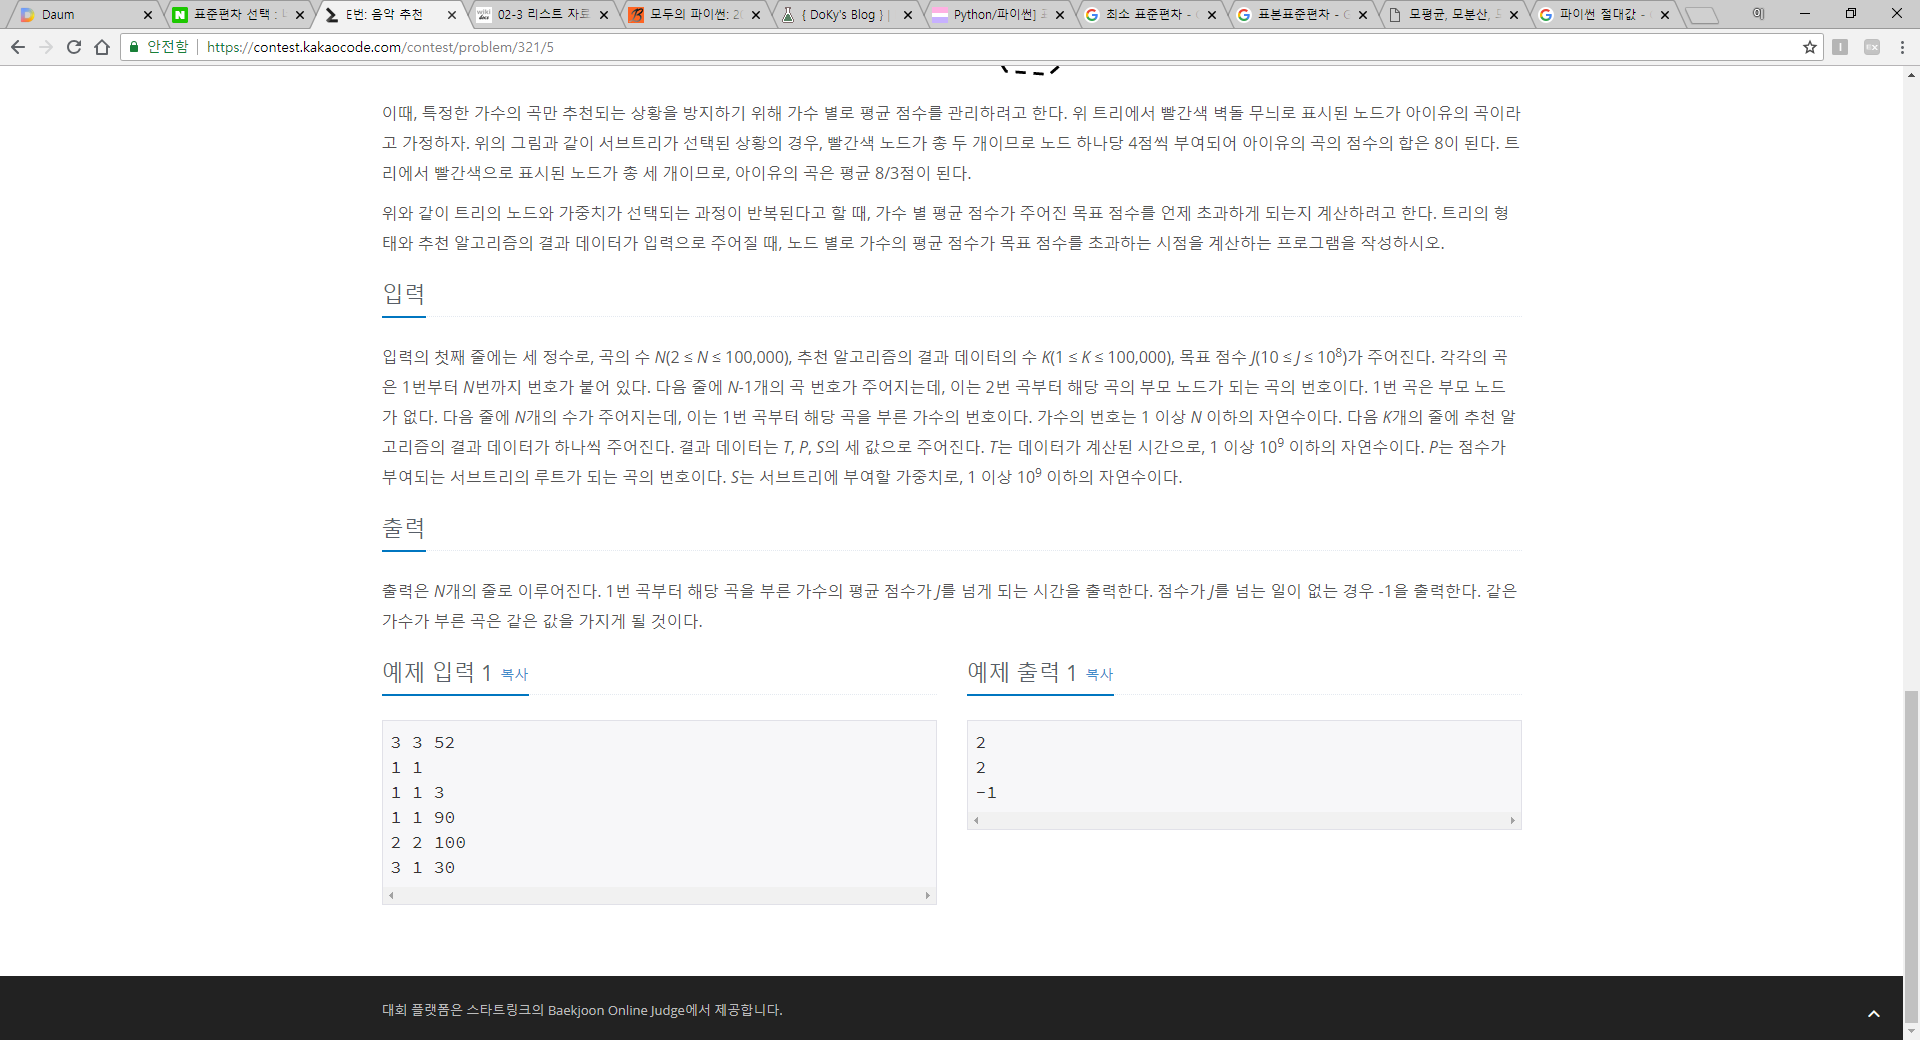 Daum
표준편차 선택 : 네
E번: 음악 추천
02-3 리스트 자료
모두의 파이썬: 20
{ DoKy's Blog } |
Python/파이썬]
최소 표준편차 - G
표본표준편차 - G
모평균, 모분산,
파이썬 절대값 -
안전함
https://contest.kakaocode.com/contest/problem/321/5
이때, 특정한 가수의 곡만 추천되는 상황을 방지하기 위해 가수 별로 평균 점수를 관리하려고 한다. 위 트리에서 빨간색 벽돌 무늬로 표시된 노드가 아이유의 곡이라
고 가정하자. 위의 그림과 같이 서브트리가 선택된 상황의 경우, 빨간색 노드가 총 두 개이므로 노드 하나당 4점씩 부여되어 아이유의 곡의 점수의 합은 8이 된다. 트
리에서 빨간색으로 표시된 노드가 총 세 개이므로, 아이유의 곡은 평균 8/3점이 된다.
위와 같이 트리의 노드와 가중치가 선택되는 과정이 반복된다고 할 때, 가수 별 평균 점수가 주어진 목표 점수를 언제 초과하게 되는지 계산하려고 한다. 트리의 형
태와 추천 알고리즘의 결과 데이터가 입력으로 주어질 때, 노드 별로 가수의 평균 점수가 목표 점수를 초과하는 시점을 계산하는 프로그램을 작성하시오.
입력
입력의 첫째 줄에는 세 정수로, 곡의 수 N(2 ≤ N ≤ 100,000), 추천 알고리즘의 결과 데이터의 수 K(1 ≤ K ≤ 100,000), 목표 점수 J(10 ≤ J ≤ 10⁸)가 주어진다. 각각의 곡
은 1번부터 N번까지 번호가 붙어 있다. 다음 줄에 N-1개의 곡 번호가 주어지는데, 이는 2번 곡부터 해당 곡의 부모 노드가 되는 곡의 번호이다. 1번 곡은 부모 노드
가 없다. 다음 줄에 N개의 수가 주어지는데, 이는 1번 곡부터 해당 곡을 부른 가수의 번호이다. 가수의 번호는 1 이상 N 이하의 자연수이다. 다음 K개의 줄에 추천 알
고리즘의 결과 데이터가 하나씩 주어진다. 결과 데이터는 T, P, S의 세 값으로 주어진다. T는 데이터가 계산된 시간으로, 1 이상 10⁹ 이하의 자연수이다. P는 점수가
부여되는 서브트리의 루트가 되는 곡의 번호이다. S는 서브트리에 부여할 가중치로, 1 이상 10⁹ 이하의 자연수이다.
출력
출력은 N개의 줄로 이루어진다. 1번 곡부터 해당 곡을 부른 가수의 평균 점수가 J를 넘게 되는 시간을 출력한다. 점수가 J를 넘는 일이 없는 경우 -1을 출력한다. 같은
가수가 부른 곡은 같은 값을 가지게 될 것이다.
예제 입력 1 복사
3 3 52
1 1
1 1 3
1 1 90
2 2 100
3 1 30
예제 출력 1 복사
2
2
-1
대회 플랫폼은 스타트링크의 Baekjoon Online Judge에서 제공합니다.